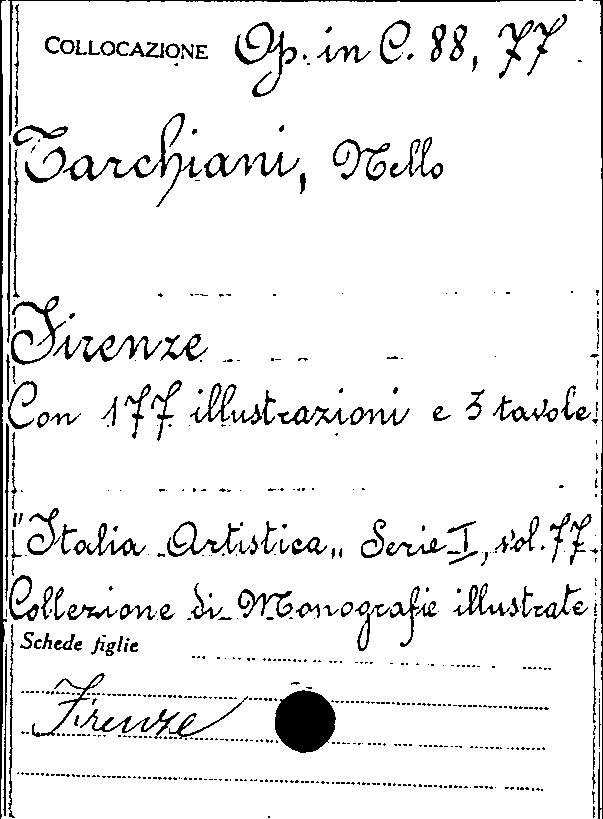 COLLOCAZIONE Op. in C. 88, 77
Tarchiani, Nello
Firenze
Con 177 illustrazioni e 3 tavole.
"Italia Artistica„ Serie I, vol. 77.
Collezione di Monografie illustrate
Schede figlie
Firenze